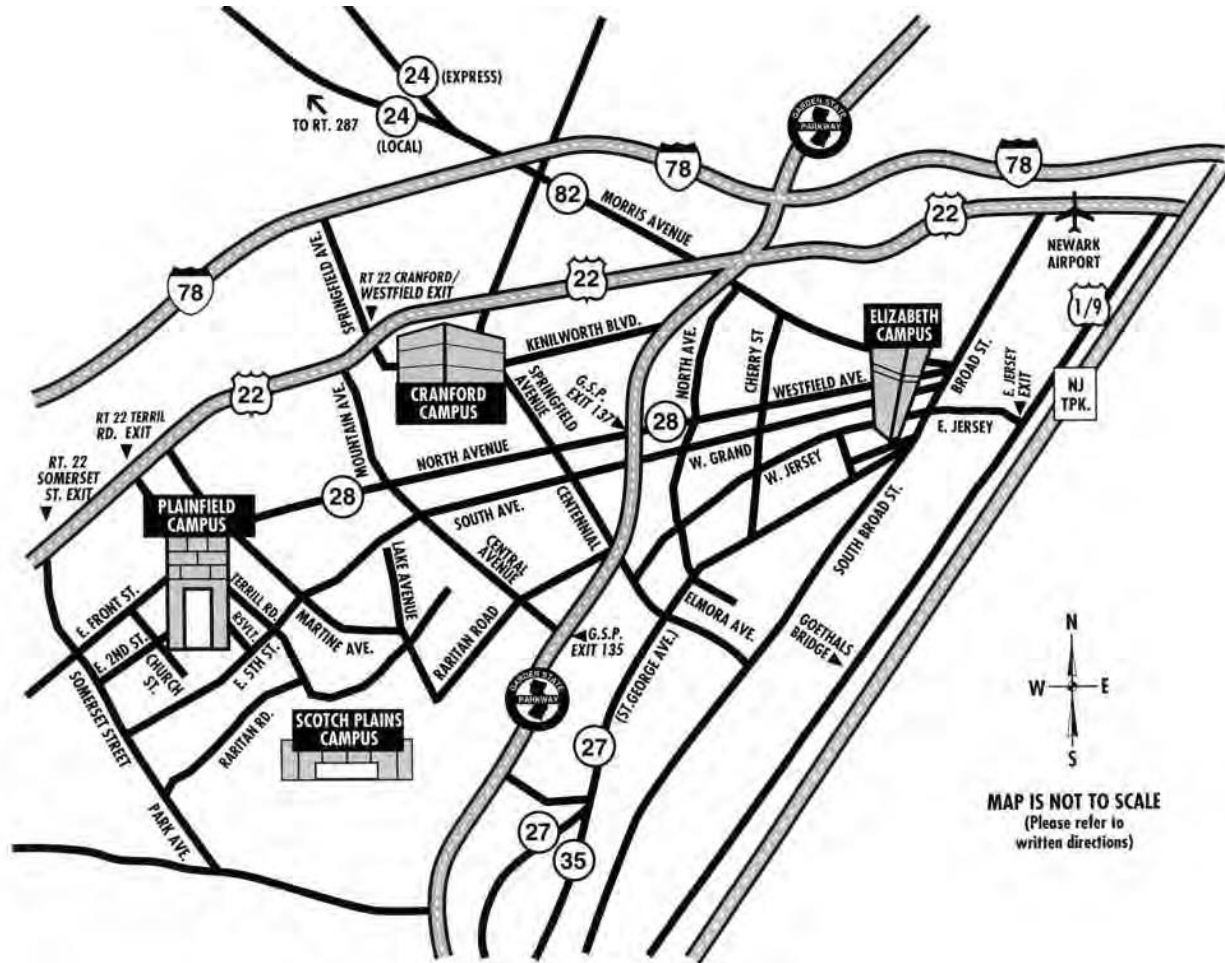 24
(EXPRESS)
TO RT. 287
24
(LOCAL)
GARDEN STATE
PARKWAY
78
78
82
MORRIS AVENUE
22
NEWARK
AIRPORT
SPRINGFIELD AVE.
RT 22 CRANFORD/
WESTFIELD EXIT
22
78
1/9
ELIZABETH
CAMPUS
KENILWORTH BLVD.
CRANFORD
CAMPUS
SPRINGFIELD
AVENUE
G.S.P.
EXIT 137
NORTH AVE.
CHERRY ST
WESTFIELD AVE.
BROAD ST.
E. JERSEY
EXIT
NJ
TPK.
22
RT 22 TERRIL
RD. EXIT
MOUNTAIN AVE.
28
E. JERSEY
RT. 22
SOMERSET
ST. EXIT
NORTH AVENUE
W. GRAND
W. JERSEY
28
PLAINFIELD
CAMPUS
SOUTH AVE.
CENTENNIAL
SOUTH BROAD ST.
LAKE AVENUE
CENTRAL
AVENUE
E. FRONT ST.
TERRILL RD.
RSVLT.
MARTINE AVE.
RARITAN ROAD
ELMORA AVE.
G.S.P.
EXIT 135
GOETHALS
BRIDGE
E. 2ND ST.
CHURCH
ST.
E. 5TH ST.
SOMERSET STREET
GARDEN STATE
PARKWAY
(ST.GEORGE AVE.)
RARITAN RD.
SCOTCH PLAINS
CAMPUS
27
PARK AVE.
27
35
N
W
E
S
MAP IS NOT TO SCALE
(Please refer to
written directions)